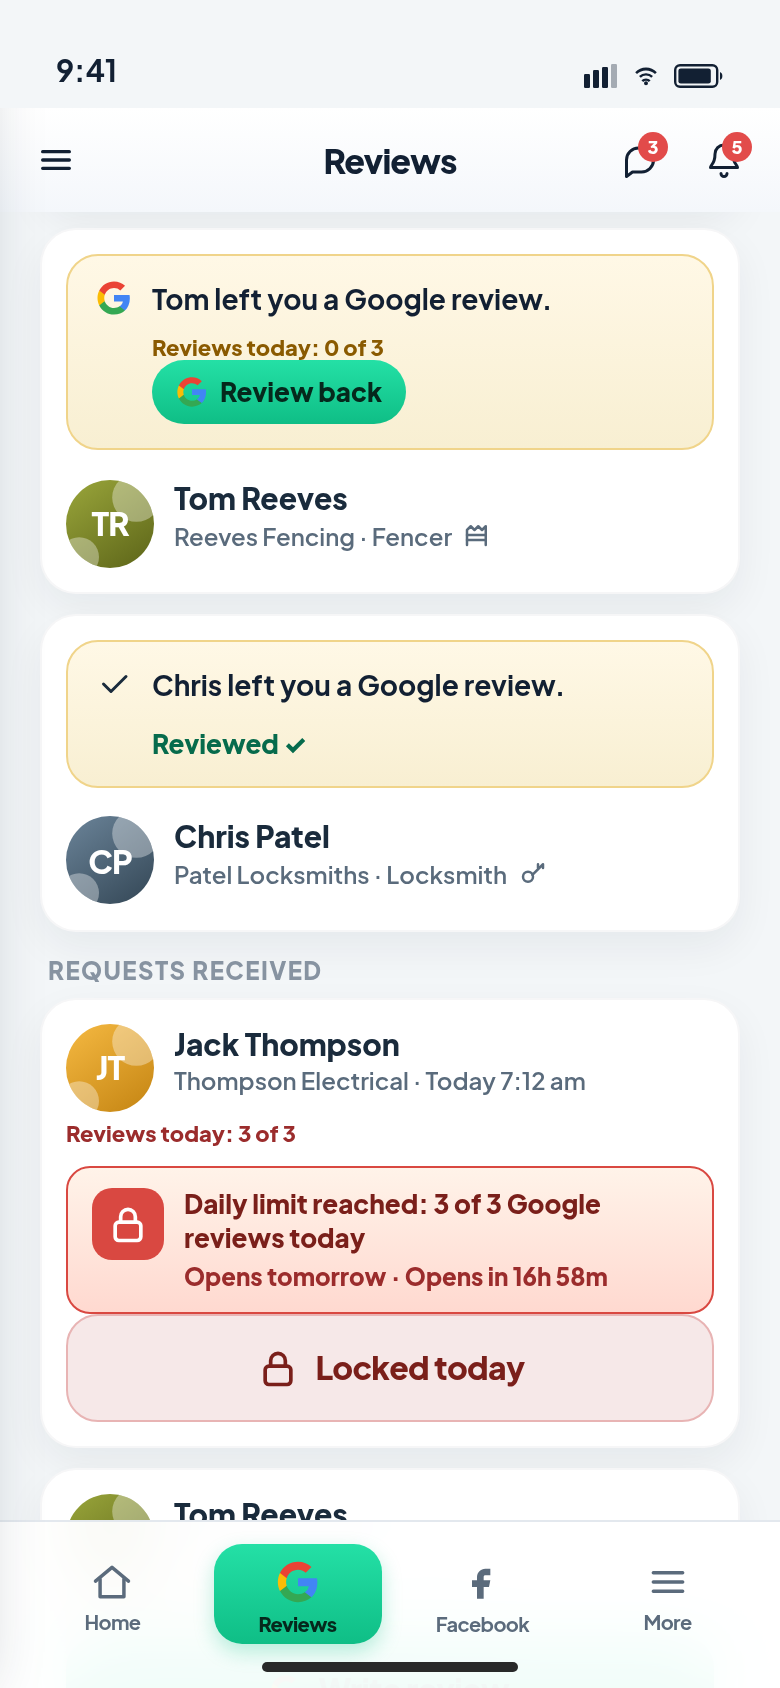 9:41
Reviews
3
5
Tom left you a Google review.
Reviews today: 0 of 3
Review back
TR
Tom Reeves
Reeves Fencing · Fencer
Chris left you a Google review.
Reviewed ✓
CP
Chris Patel
Patel Locksmiths · Locksmith
REQUESTS RECEIVED
JT
Jack Thompson
Thompson Electrical · Today 7:12 am
Reviews today: 3 of 3
Daily limit reached: 3 of 3 Google
reviews today
Opens tomorrow · Opens in 16h 58m
Locked today
Tom Reeves
Home
Reviews
Facebook
More